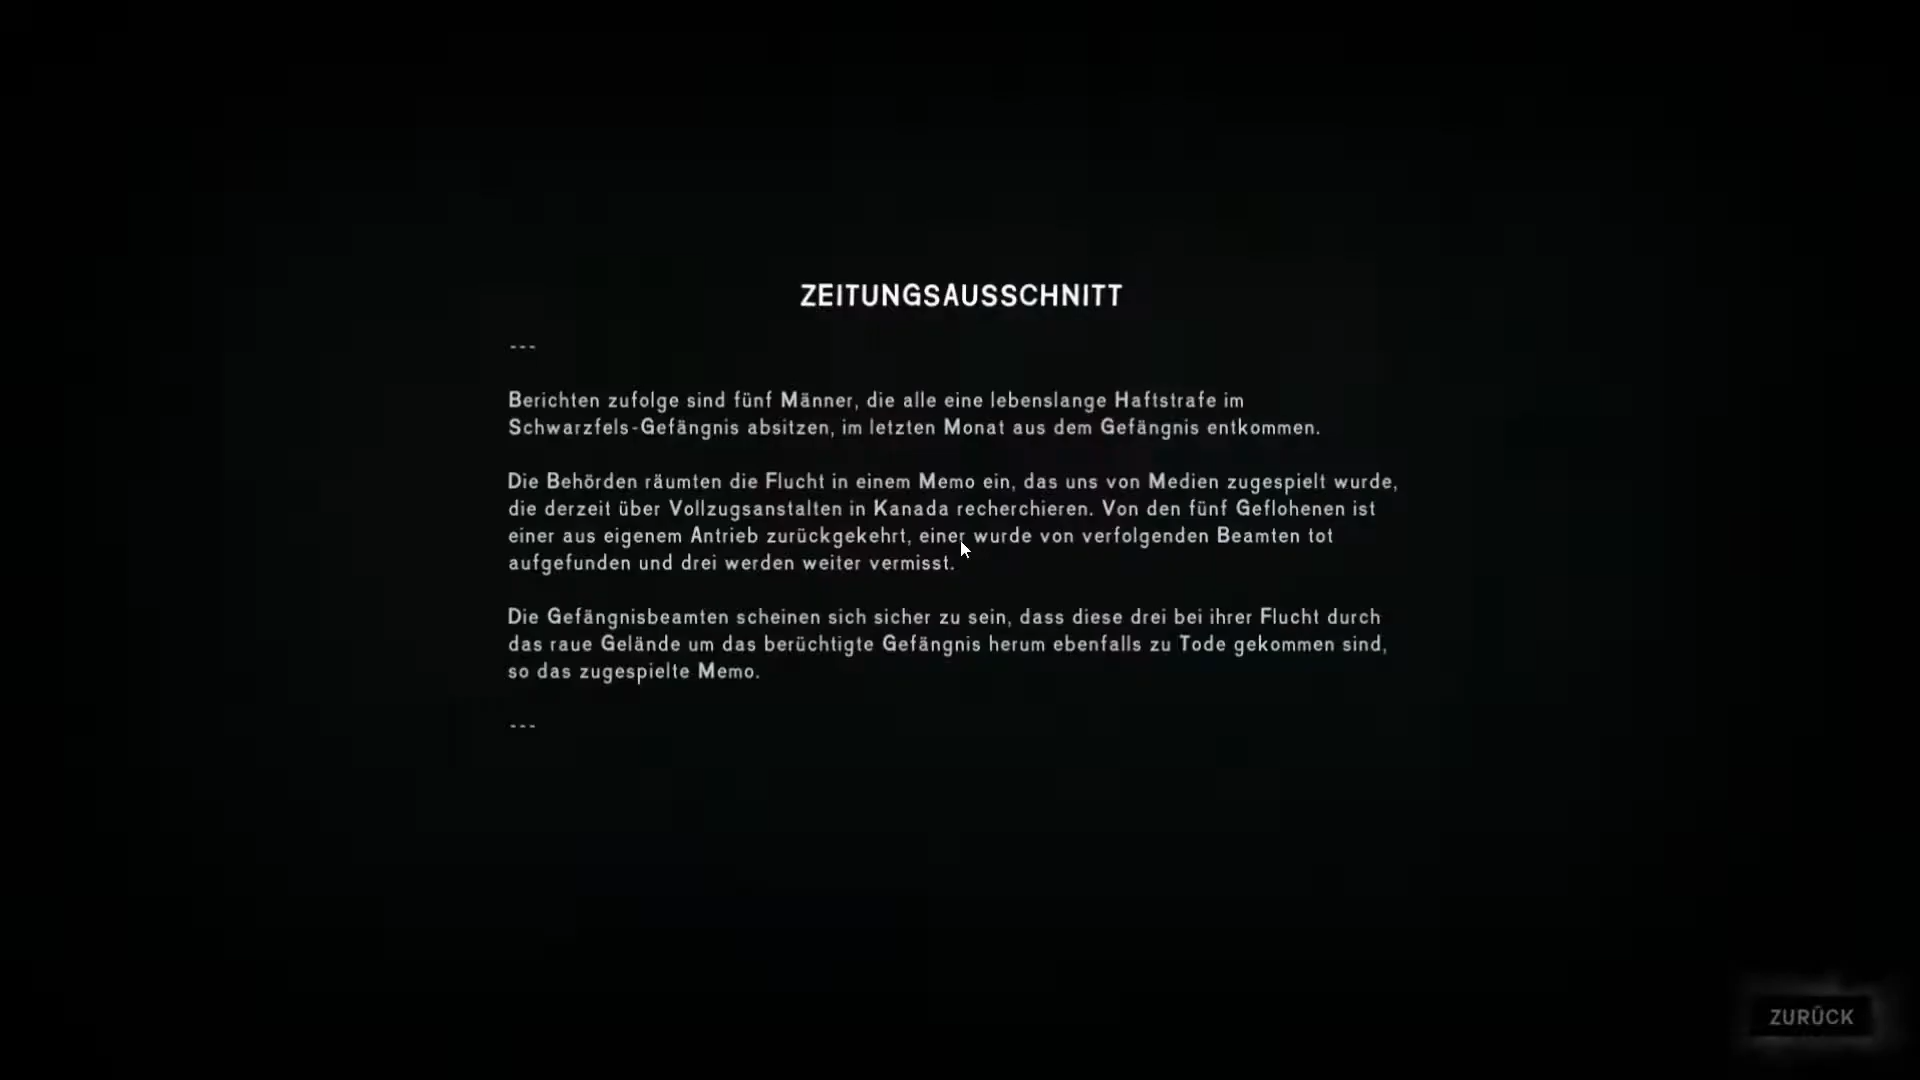 ZEITUNGSAUSSCHNITT
---
Berichten zufolge sind fünf Männer, die alle eine lebenslange Haftstrafe im
Schwarzfels-Gefängnis absitzen, im letzten Monat aus dem Gefängnis entkommen.
Die Behörden räumten die Flucht in einem Memo ein, das uns von Medien zugespielt wurde,
die derzeit über Vollzugsanstalten in Kanada recherchieren. Von den fünf Geflohenen ist
einer aus eigenem Antrieb zurückgekehrt, einer wurde von verfolgenden Beamten tot
aufgefunden und drei werden weiter vermisst.
Die Gefängnisbeamten scheinen sich sicher zu sein, dass diese drei bei ihrer Flucht durch
das raue Gelände um das berüchtigte Gefängnis herum ebenfalls zu Tode gekommen sind,
so das zugespielte Memo.
---
ZURÜCK